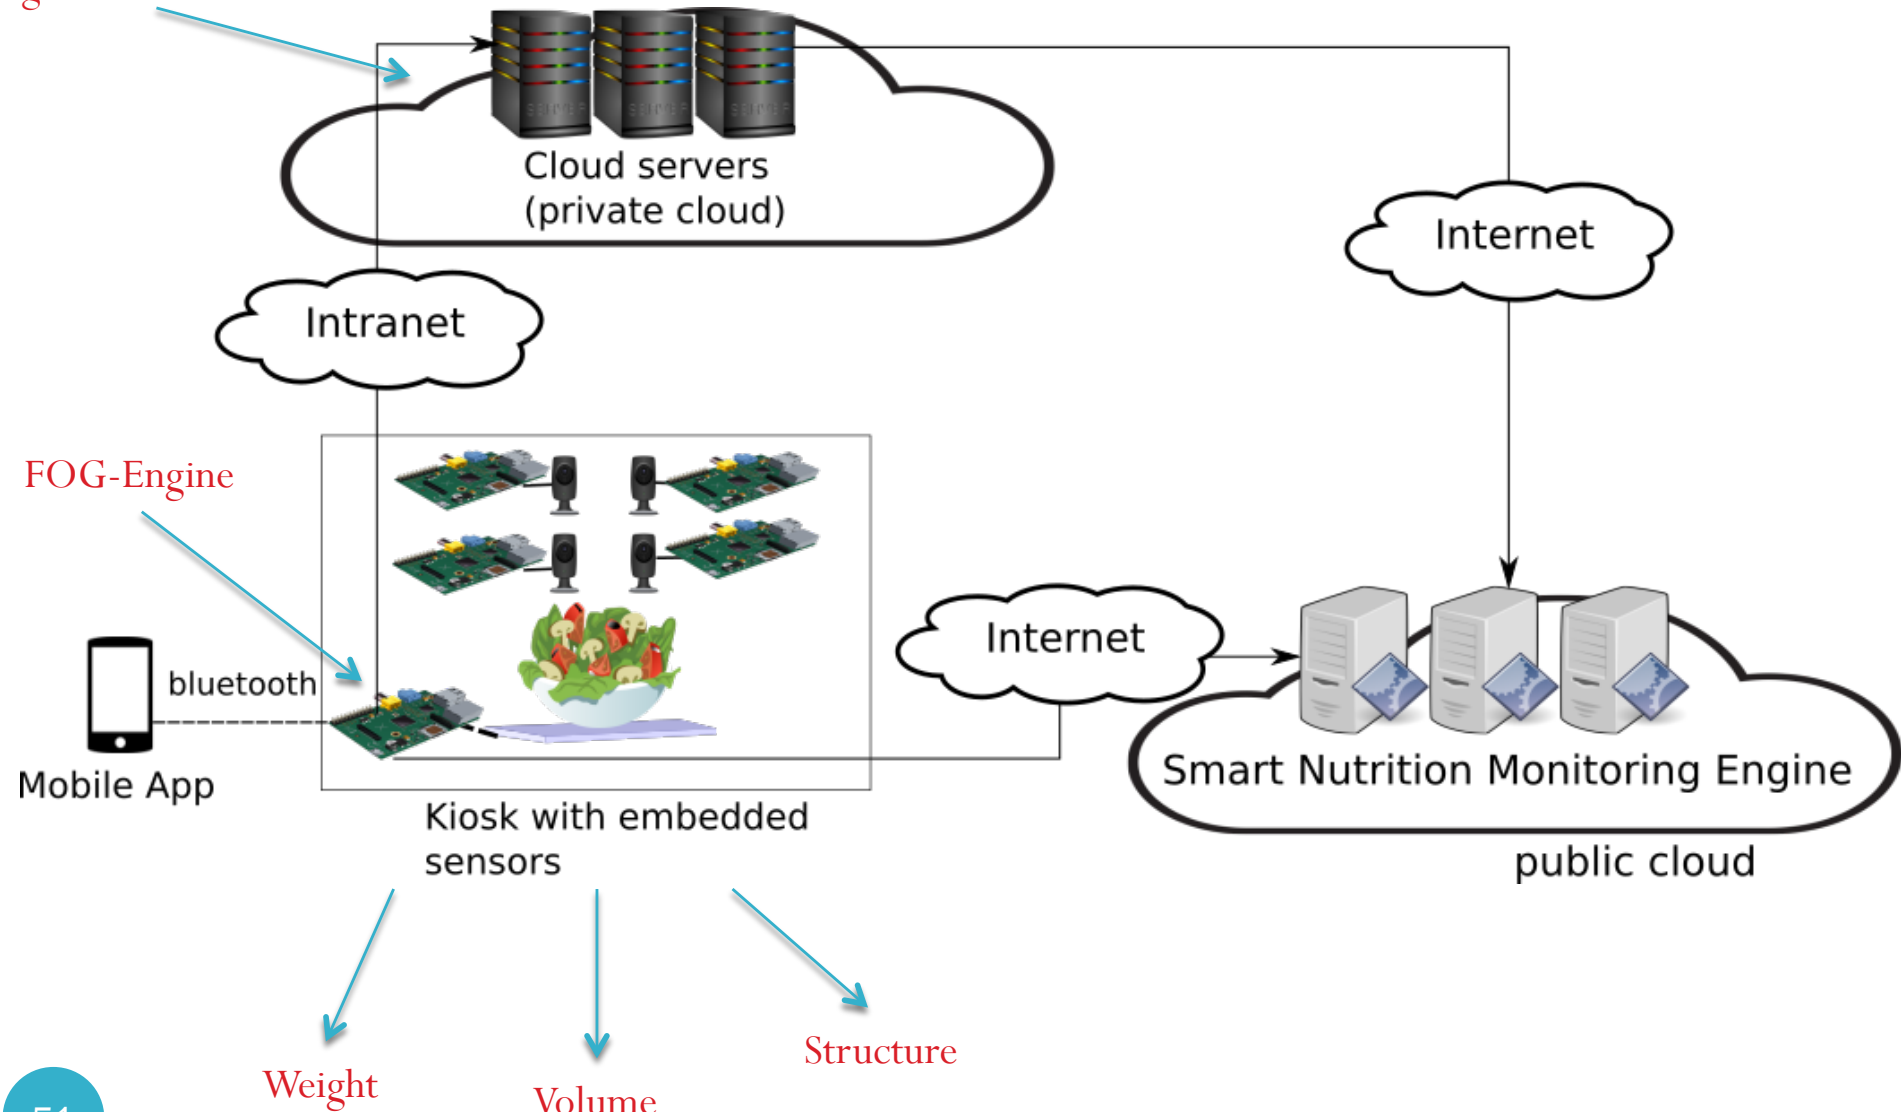 Cloud servers
(private cloud)
Internet
Intranet
FOG-Engine
bluetooth
Internet
Mobile App
Smart Nutrition Monitoring Engine
Kiosk with embedded
sensors
public cloud
Structure
Weight
Volume